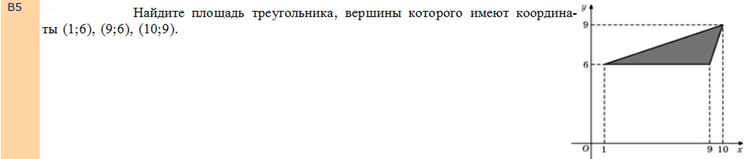 B5
Найдите площадь треугольника, вершины которого имеют координа-
ты (1;6), (9;6), (10;9).
y
9
6
O 1 9 10 x